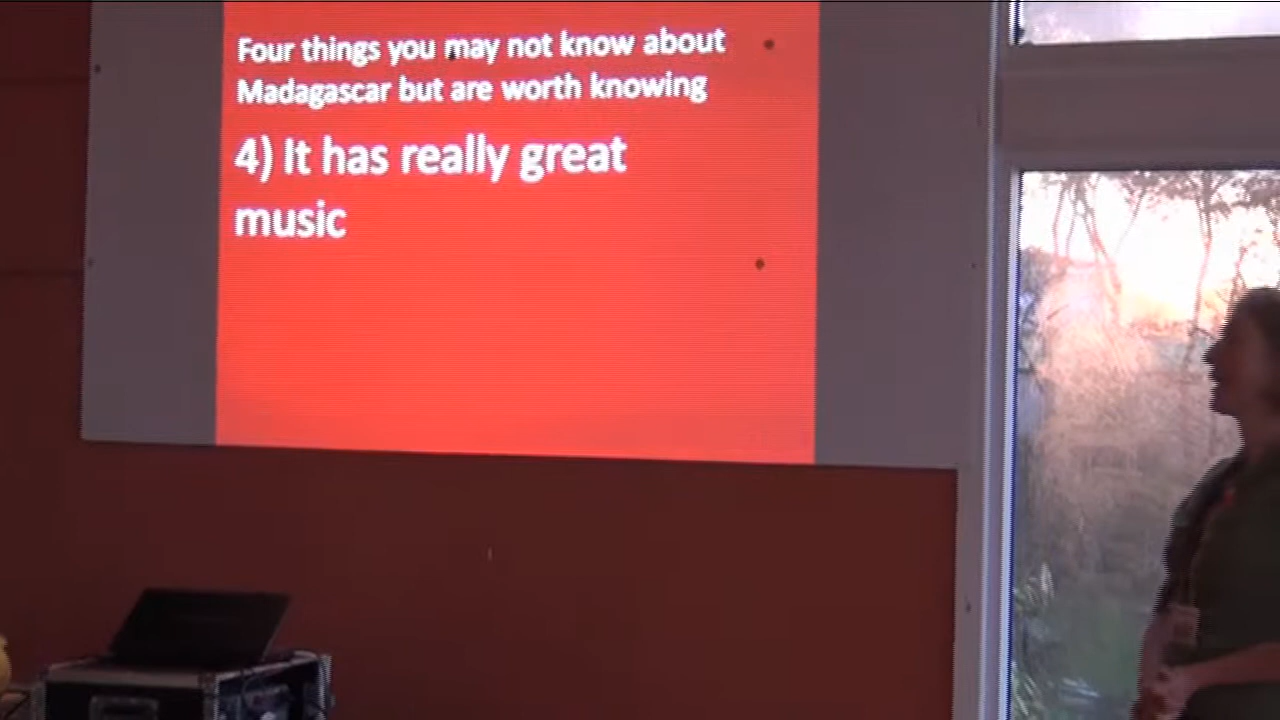 Four things you may not know about
Madagascar but are worth knowing
4) It has really great
music